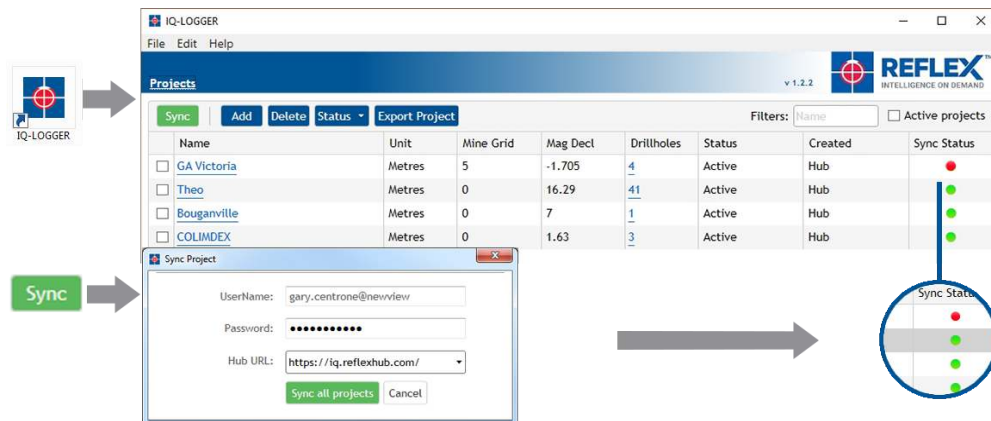 IQ-LOGGER
File Edit Help
Projects
v 1.2.2
REFLEX™
INTELLIGENCE ON DEMAND
IQ-LOGGER
Sync Add Delete Status Export Project Filters: Name Active projects
Name Unit Mine Grid Mag Decl Drillholes Status Created Sync Status
GA Victoria Metres 5 -1.705 4 Active Hub
Theo Metres 0 16.29 41 Active Hub
Bouganville Metres 0 7 1 Active Hub
COLIMDEX Metres 0 1.63 3 Active Hub
Sync Project
Sync
UserName: gary.centrone@newview
Password: •••••••••••
Hub URL: https://iq.reflexhub.com/
Sync all projects Cancel
Sync Statu